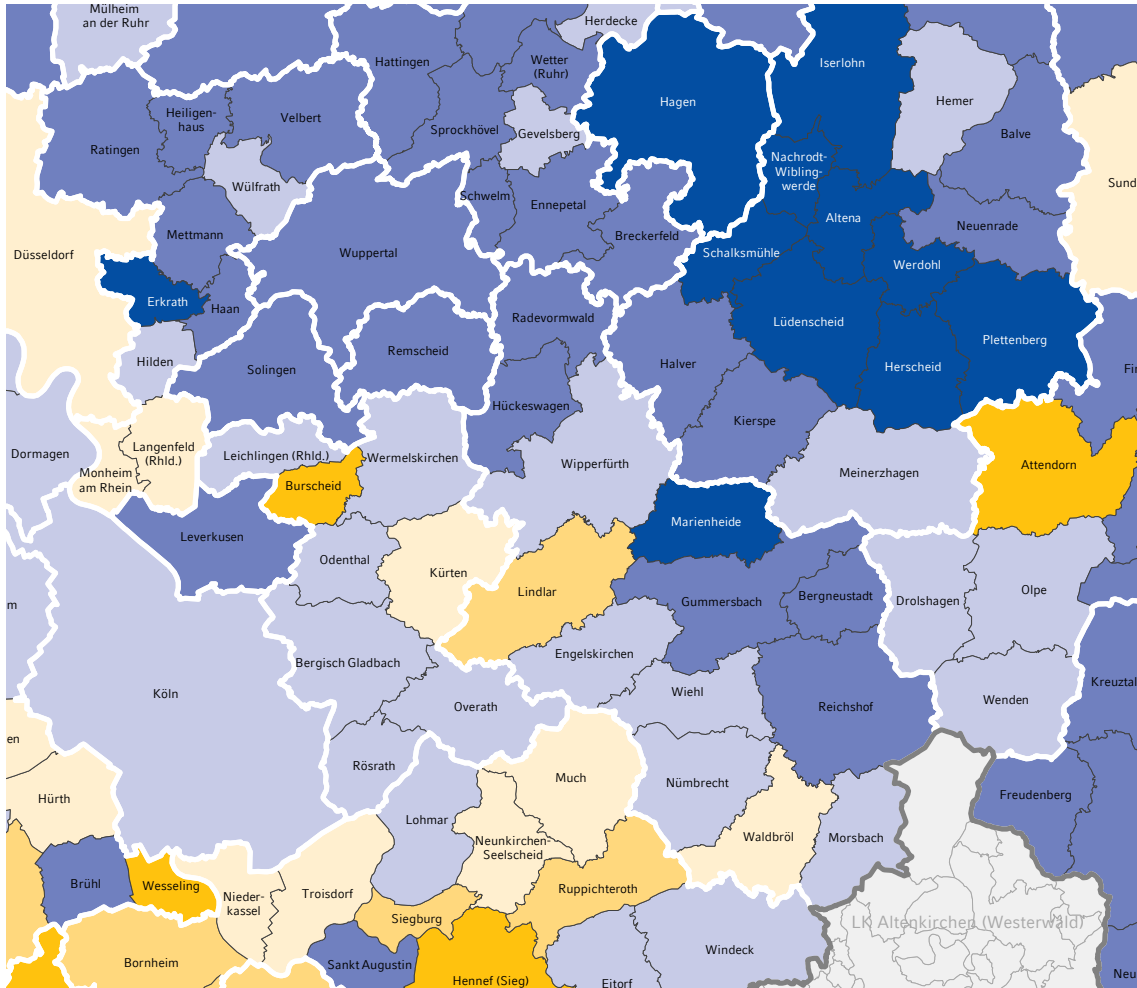 Mülheim
an der Ruhr
Herdecke
Hattingen
Wetter
(Ruhr)
Iserlohn
Hagen
Hemer
Heiligen-
haus
Velbert
Sprockhövel
Gevelsberg
Balve
Ratingen
Nachrodt-
Wibling-
werde
Wülfrath
Schwelm
Ennepetal
Sund
Altena
Mettmann
Breckerfeld
Neuenrade
Düsseldorf
Wuppertal
Schalksmühle
Werdohl
Erkrath
Haan
Radevormwald
Lüdenscheid
Plettenberg
Remscheid
Hilden
Solingen
Halver
Herscheid
Hückeswagen
Kierspe
Langenfeld
(Rhld.)
Dormagen
Leichlingen (Rhld.)
Wermelskirchen
Wipperfürth
Meinerzhagen
Attendorn
Monheim
am Rhein
Burscheid
Marienheide
Leverkusen
Odenthal
Kürten
Lindlar
Gummersbach
Bergneustadt
Drolshagen
Olpe
m
Engelskirchen
Bergisch Gladbach
Köln
Wiehl
Kreuztal
Overath
Reichshof
Wenden
en
Rösrath
Much
Nümbrecht
Hürth
Freudenberg
Lohmar
Neunkirchen-
Seelscheid
Waldbröl
Morsbach
Brühl
Wesseling
Nieder-
kassel
Troisdorf
Ruppichteroth
Siegburg
LK Altenkirchen (Westerwald)
Windeck
Bornheim
Sankt Augustin
Hennef (Sieg)
Eitorf
Neu